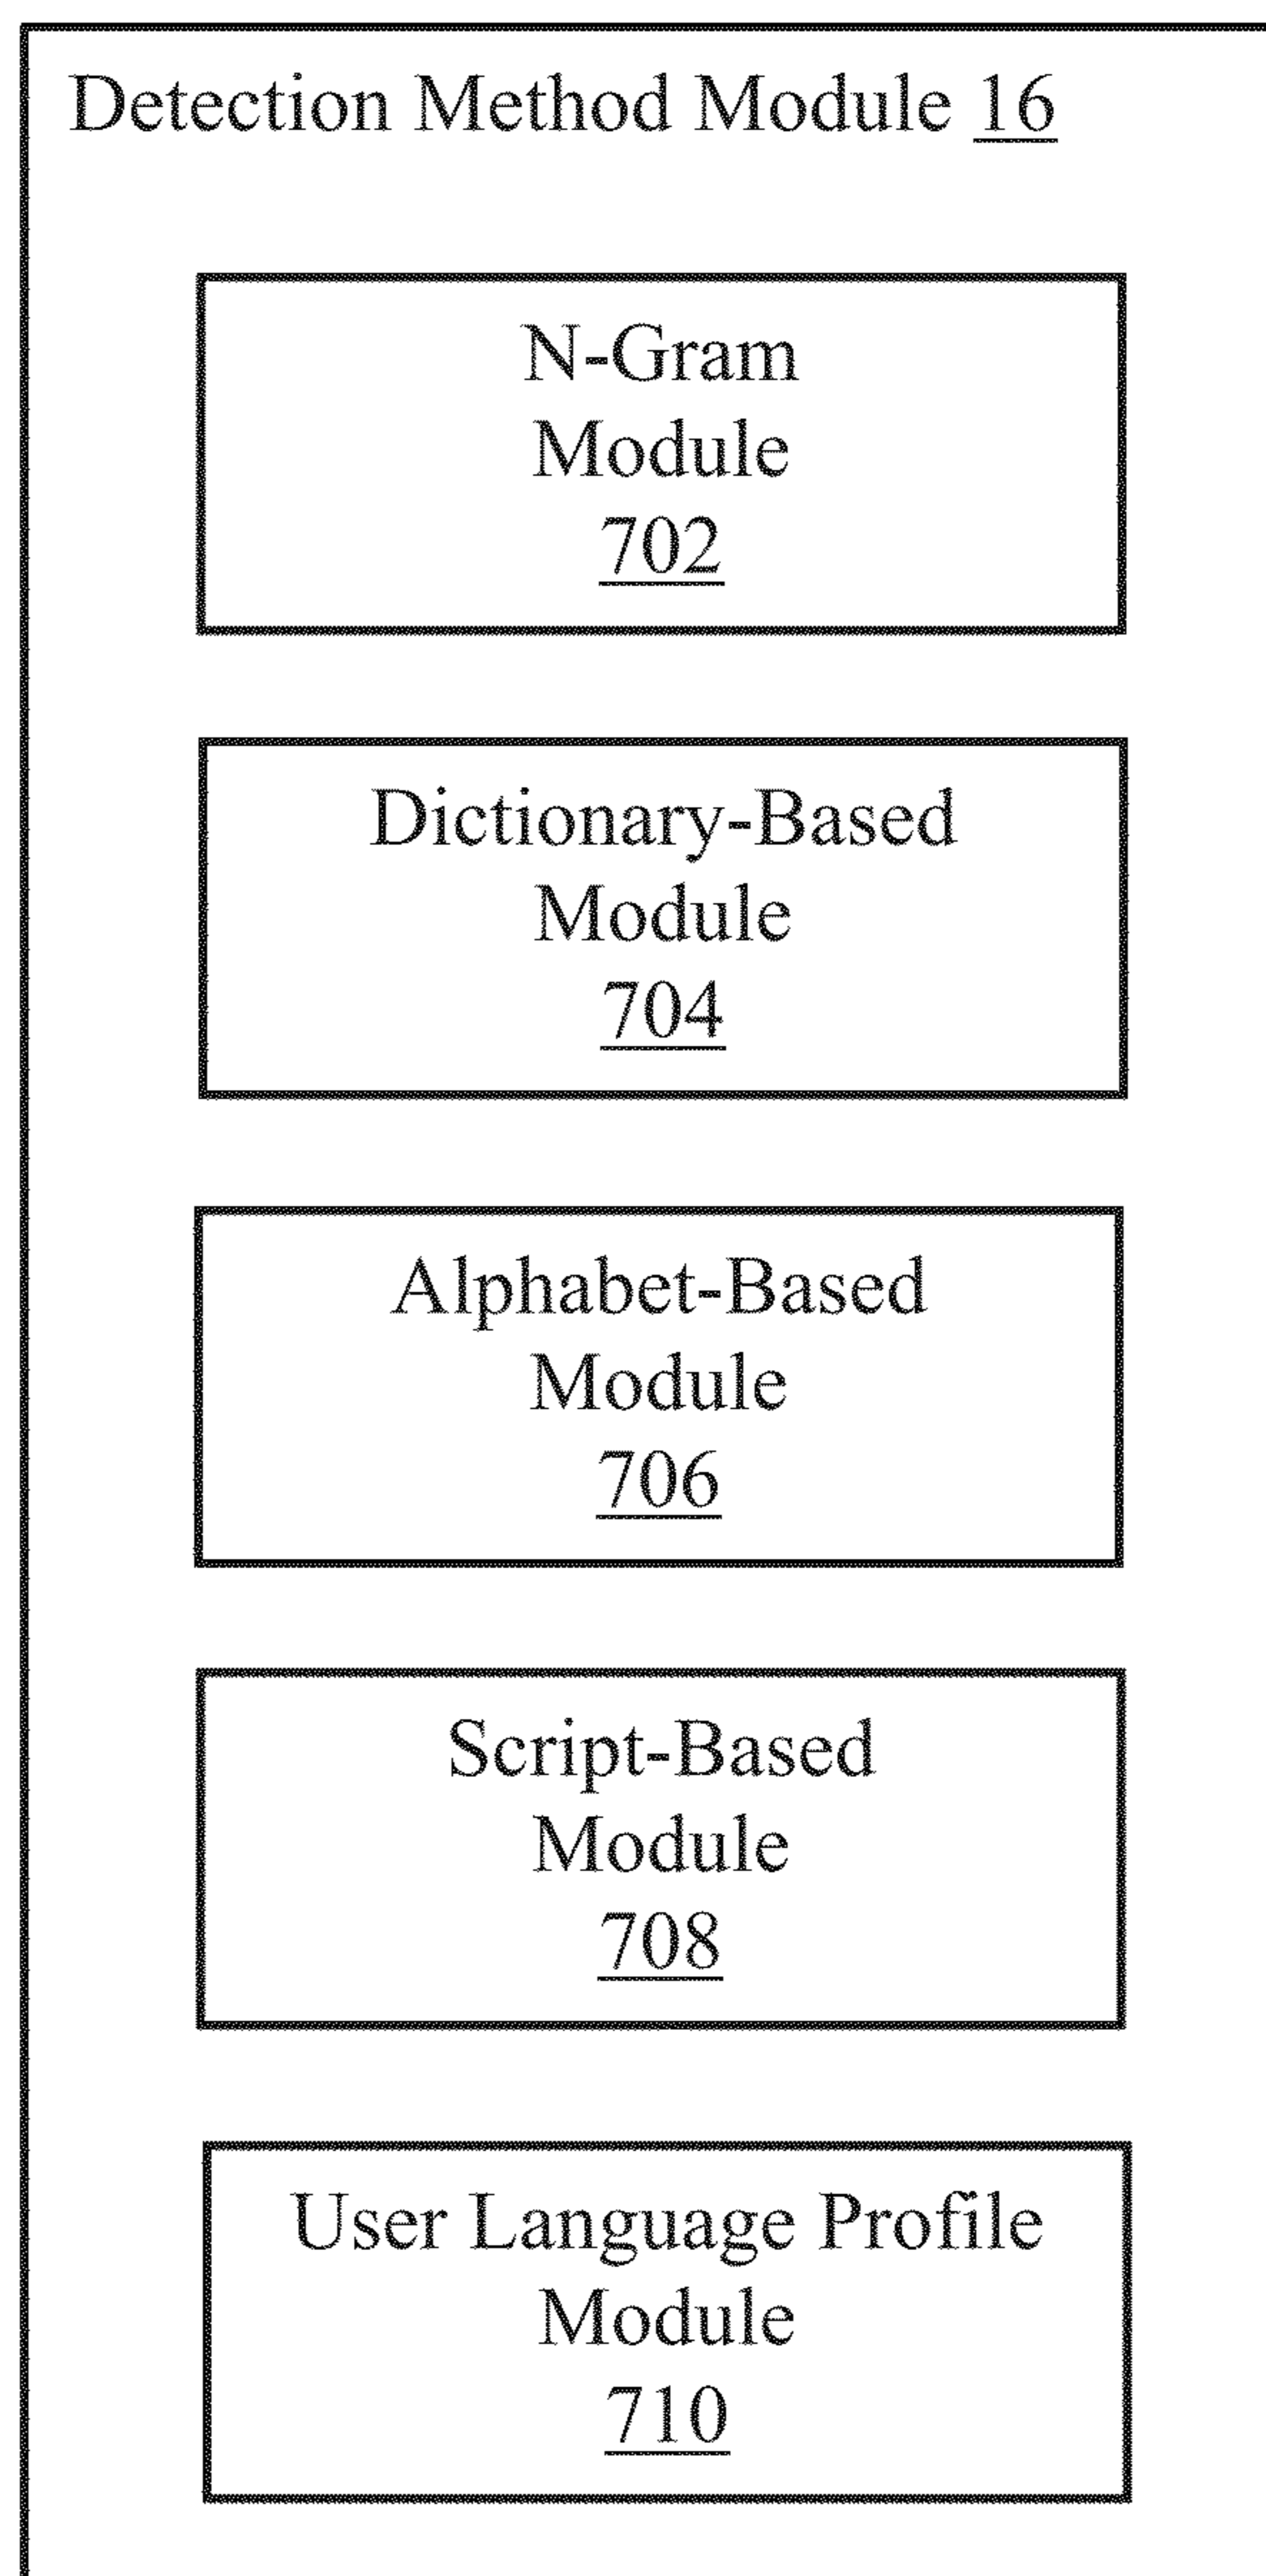 Detection Method Module 16
N-Gram
Module
702
Dictionary-Based
Module
704
Alphabet-Based
Module
706
Script-Based
Module
708
User Language Profile
Module
710